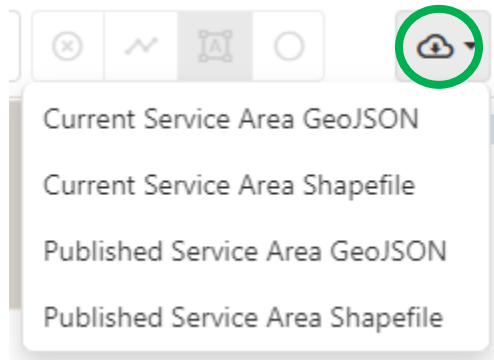 A
Current Service Area GeoJSON
Current Service Area Shapefile
Published Service Area GeoJSON
Published Service Area Shapefile